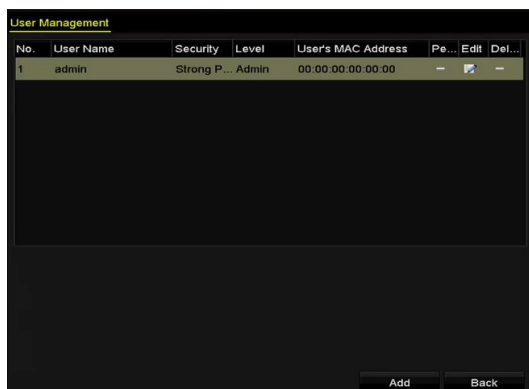 User Management
No. User Name Security Level User's MAC Address Pe... Edit Del...
1 admin Strong P... Admin 00:00:00:00:00:00 – –
Add Back